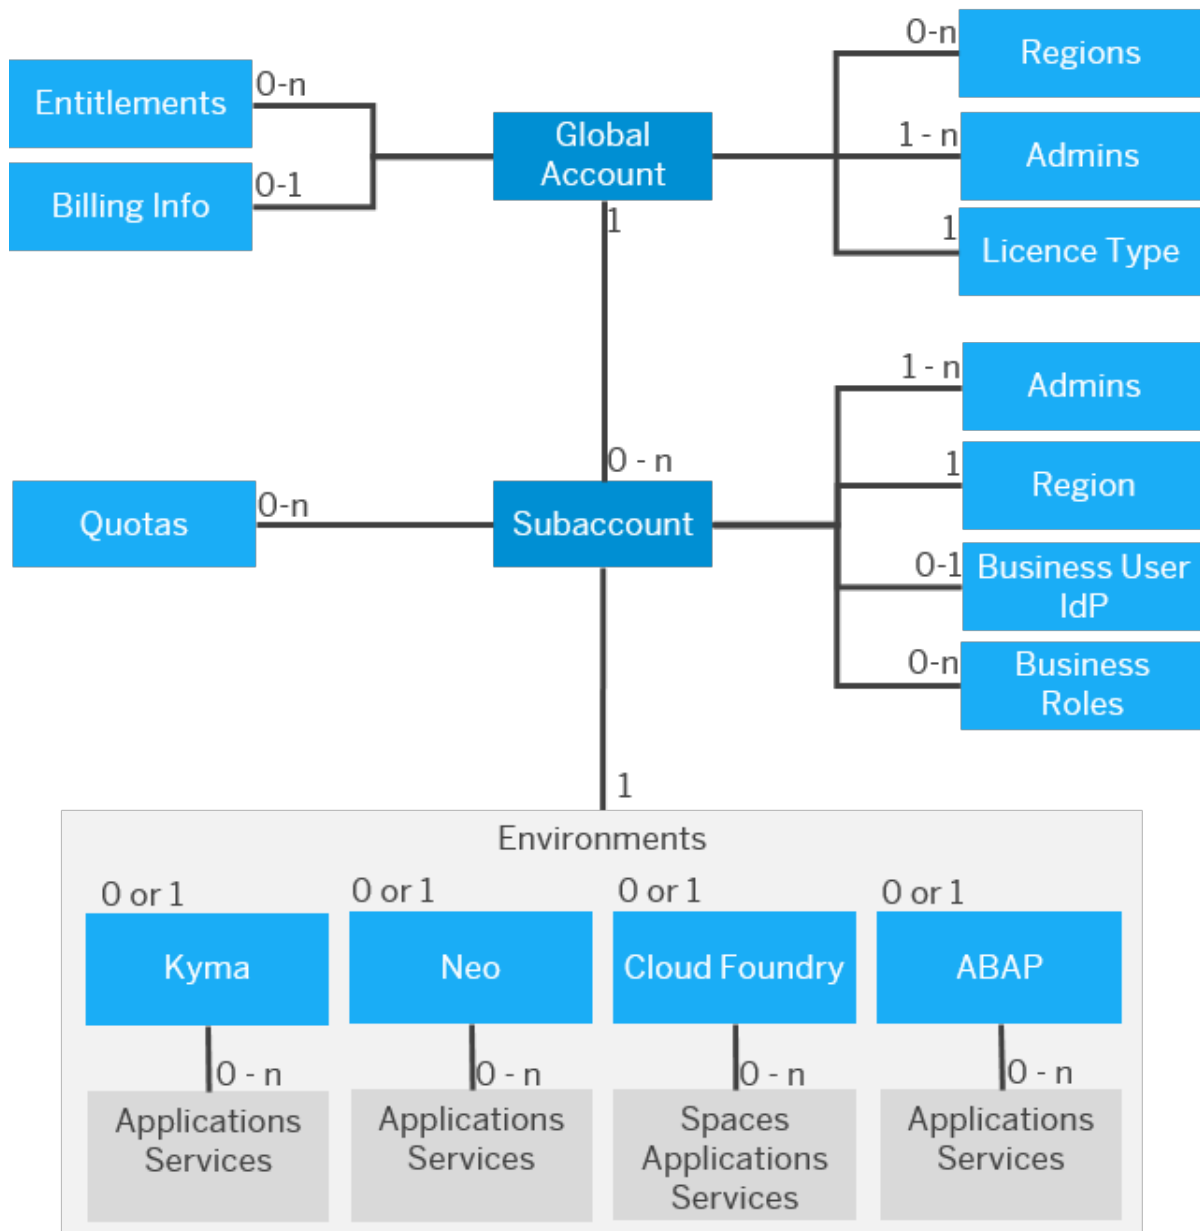 0-n
Regions
Entitlements
0-n
Global
Account
1 - n
Admins
Billing Info
0-1
1
1
Licence Type
1 - n
Admins
0 - n
1
Region
Quotas
0-n
Subaccount
0-1
Business User
IdP
0-n
Business
Roles
1
Environments
0 or 1
0 or 1
0 or 1
0 or 1
Kyma
Neo
Cloud Foundry
ABAP
0 - n
0 - n
0 - n
0 - n
Applications
Services
Applications
Services
Spaces
Applications
Services
Applications
Services